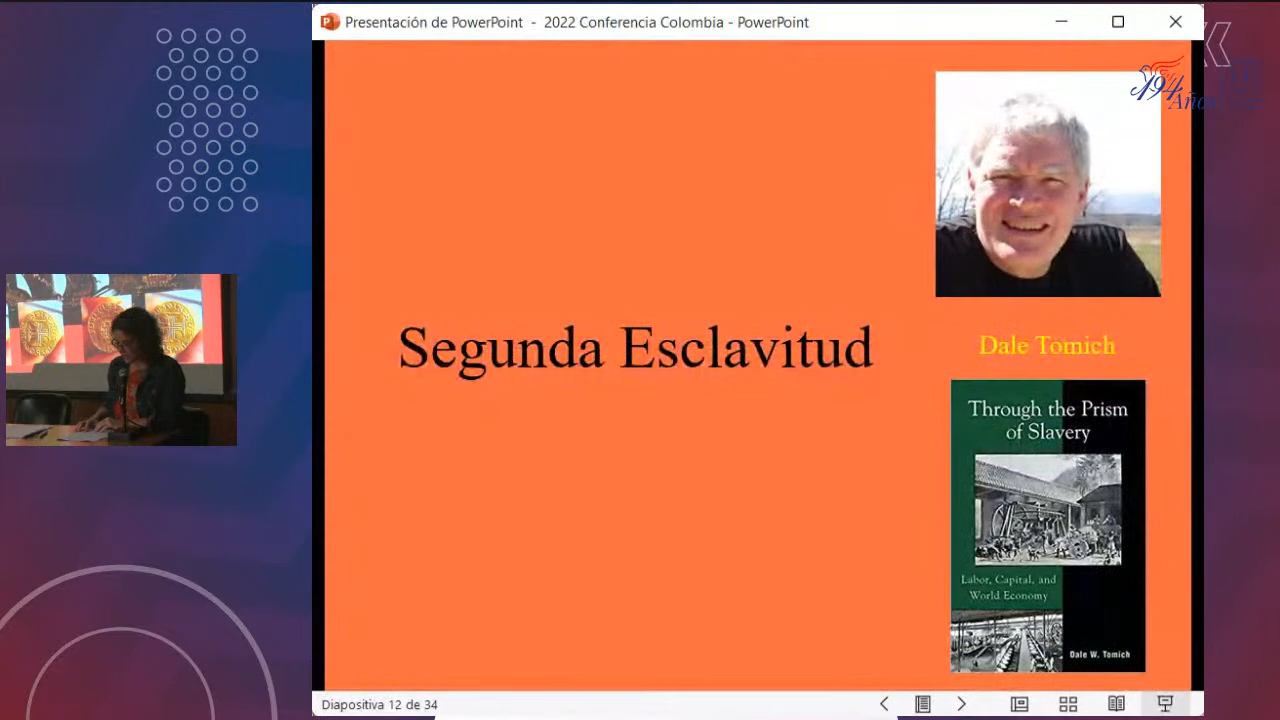 Presentación de PowerPoint - 2022 Conferencia Colombia - PowerPoint
194
Años
Segunda Esclavitud
Dale Tomich
Through the Prism
of Slavery
Labor, Capital, and
World Economy
Dale W. Tomich
Diapositiva 12 de 34